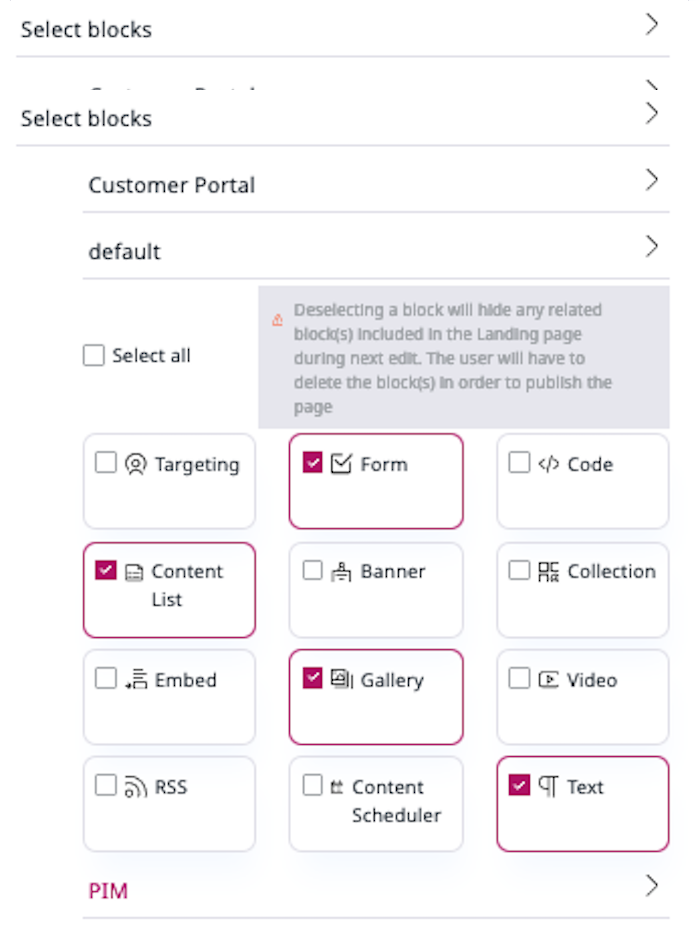 Select blocks
Select blocks
Customer Portal
default
Select all
Deselecting a block will hide any related
block(s) included in the Landing page
during next edit. The user will have to
delete the block(s) in order to publish the
page
Targeting
Form
Code
Content
List
Banner
Collection
Embed
Gallery
Video
RSS
Content
Scheduler
Text
PIM